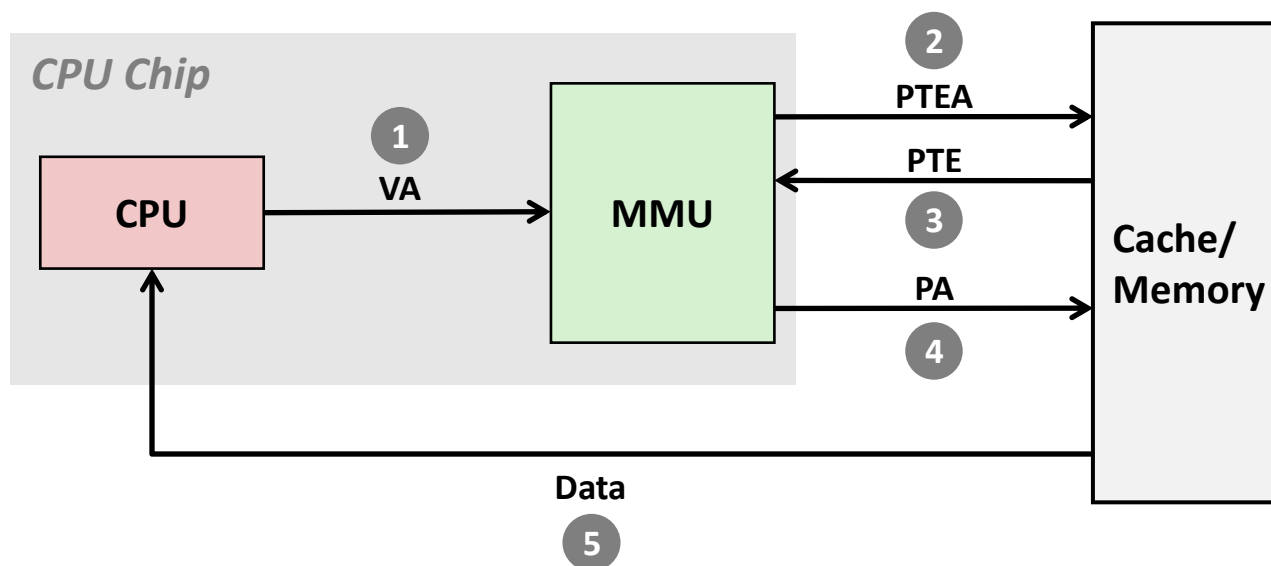 2
CPU Chip
PTEA
1
VA
PTE
CPU
MMU
3
Cache/
Memory
PA
4
Data
5